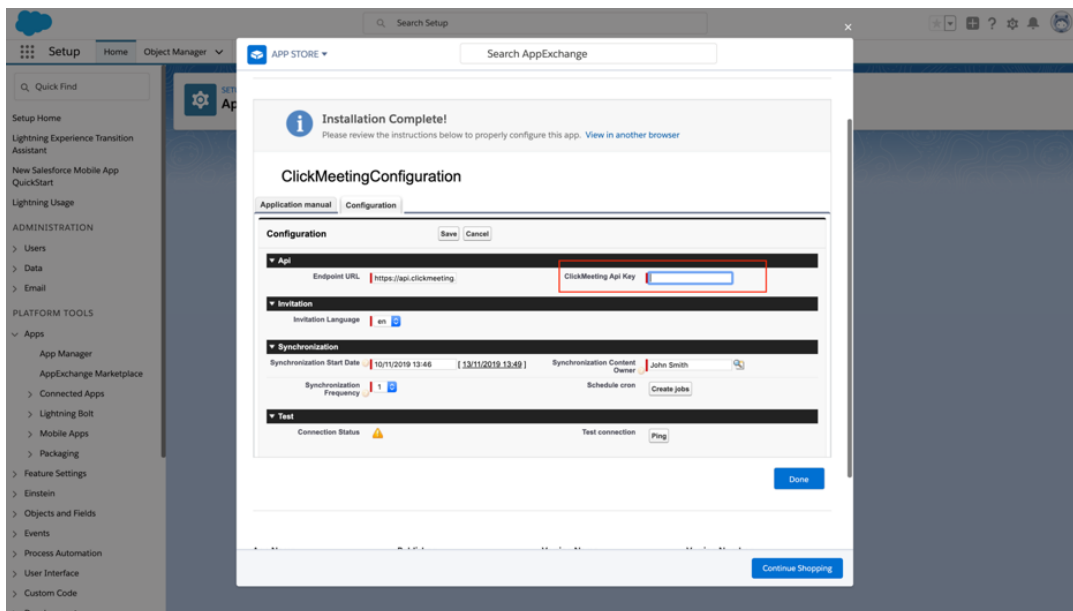 Search Setup
Setup
Home
Object Manager
APP STORE
Search AppExchange
Quick Find
Setup Home
Lightning Experience Transition
Assistant
New Salesforce Mobile App
QuickStart
Lightning Usage
ADMINISTRATION
Users
Data
Email
PLATFORM TOOLS
Apps
App Manager
AppExchange Marketplace
Connected Apps
Lightning Bolt
Mobile Apps
Packaging
Feature Settings
Einstein
Objects and Fields
Events
Process Automation
User Interface
Custom Code
SET
Ap
Installation Complete!
Please review the instructions below to properly configure this app. View in another browser
ClickMeetingConfiguration
Application manual
Configuration
Configuration
Save
Cancel
Api
Endpoint URL
https://api.clickmeeting.
ClickMeeting Api Key
Invitation
Invitation Language
en
Synchronization
Synchronization Start Date
10/11/2019 13:46
[ 13/11/2019 13:49 ]
Synchronization Content
Owner
John Smith
Synchronization
Frequency
1
Schedule cron
Create jobs
Test
Connection Status
Test connection
Ping
Done
Continue Shopping